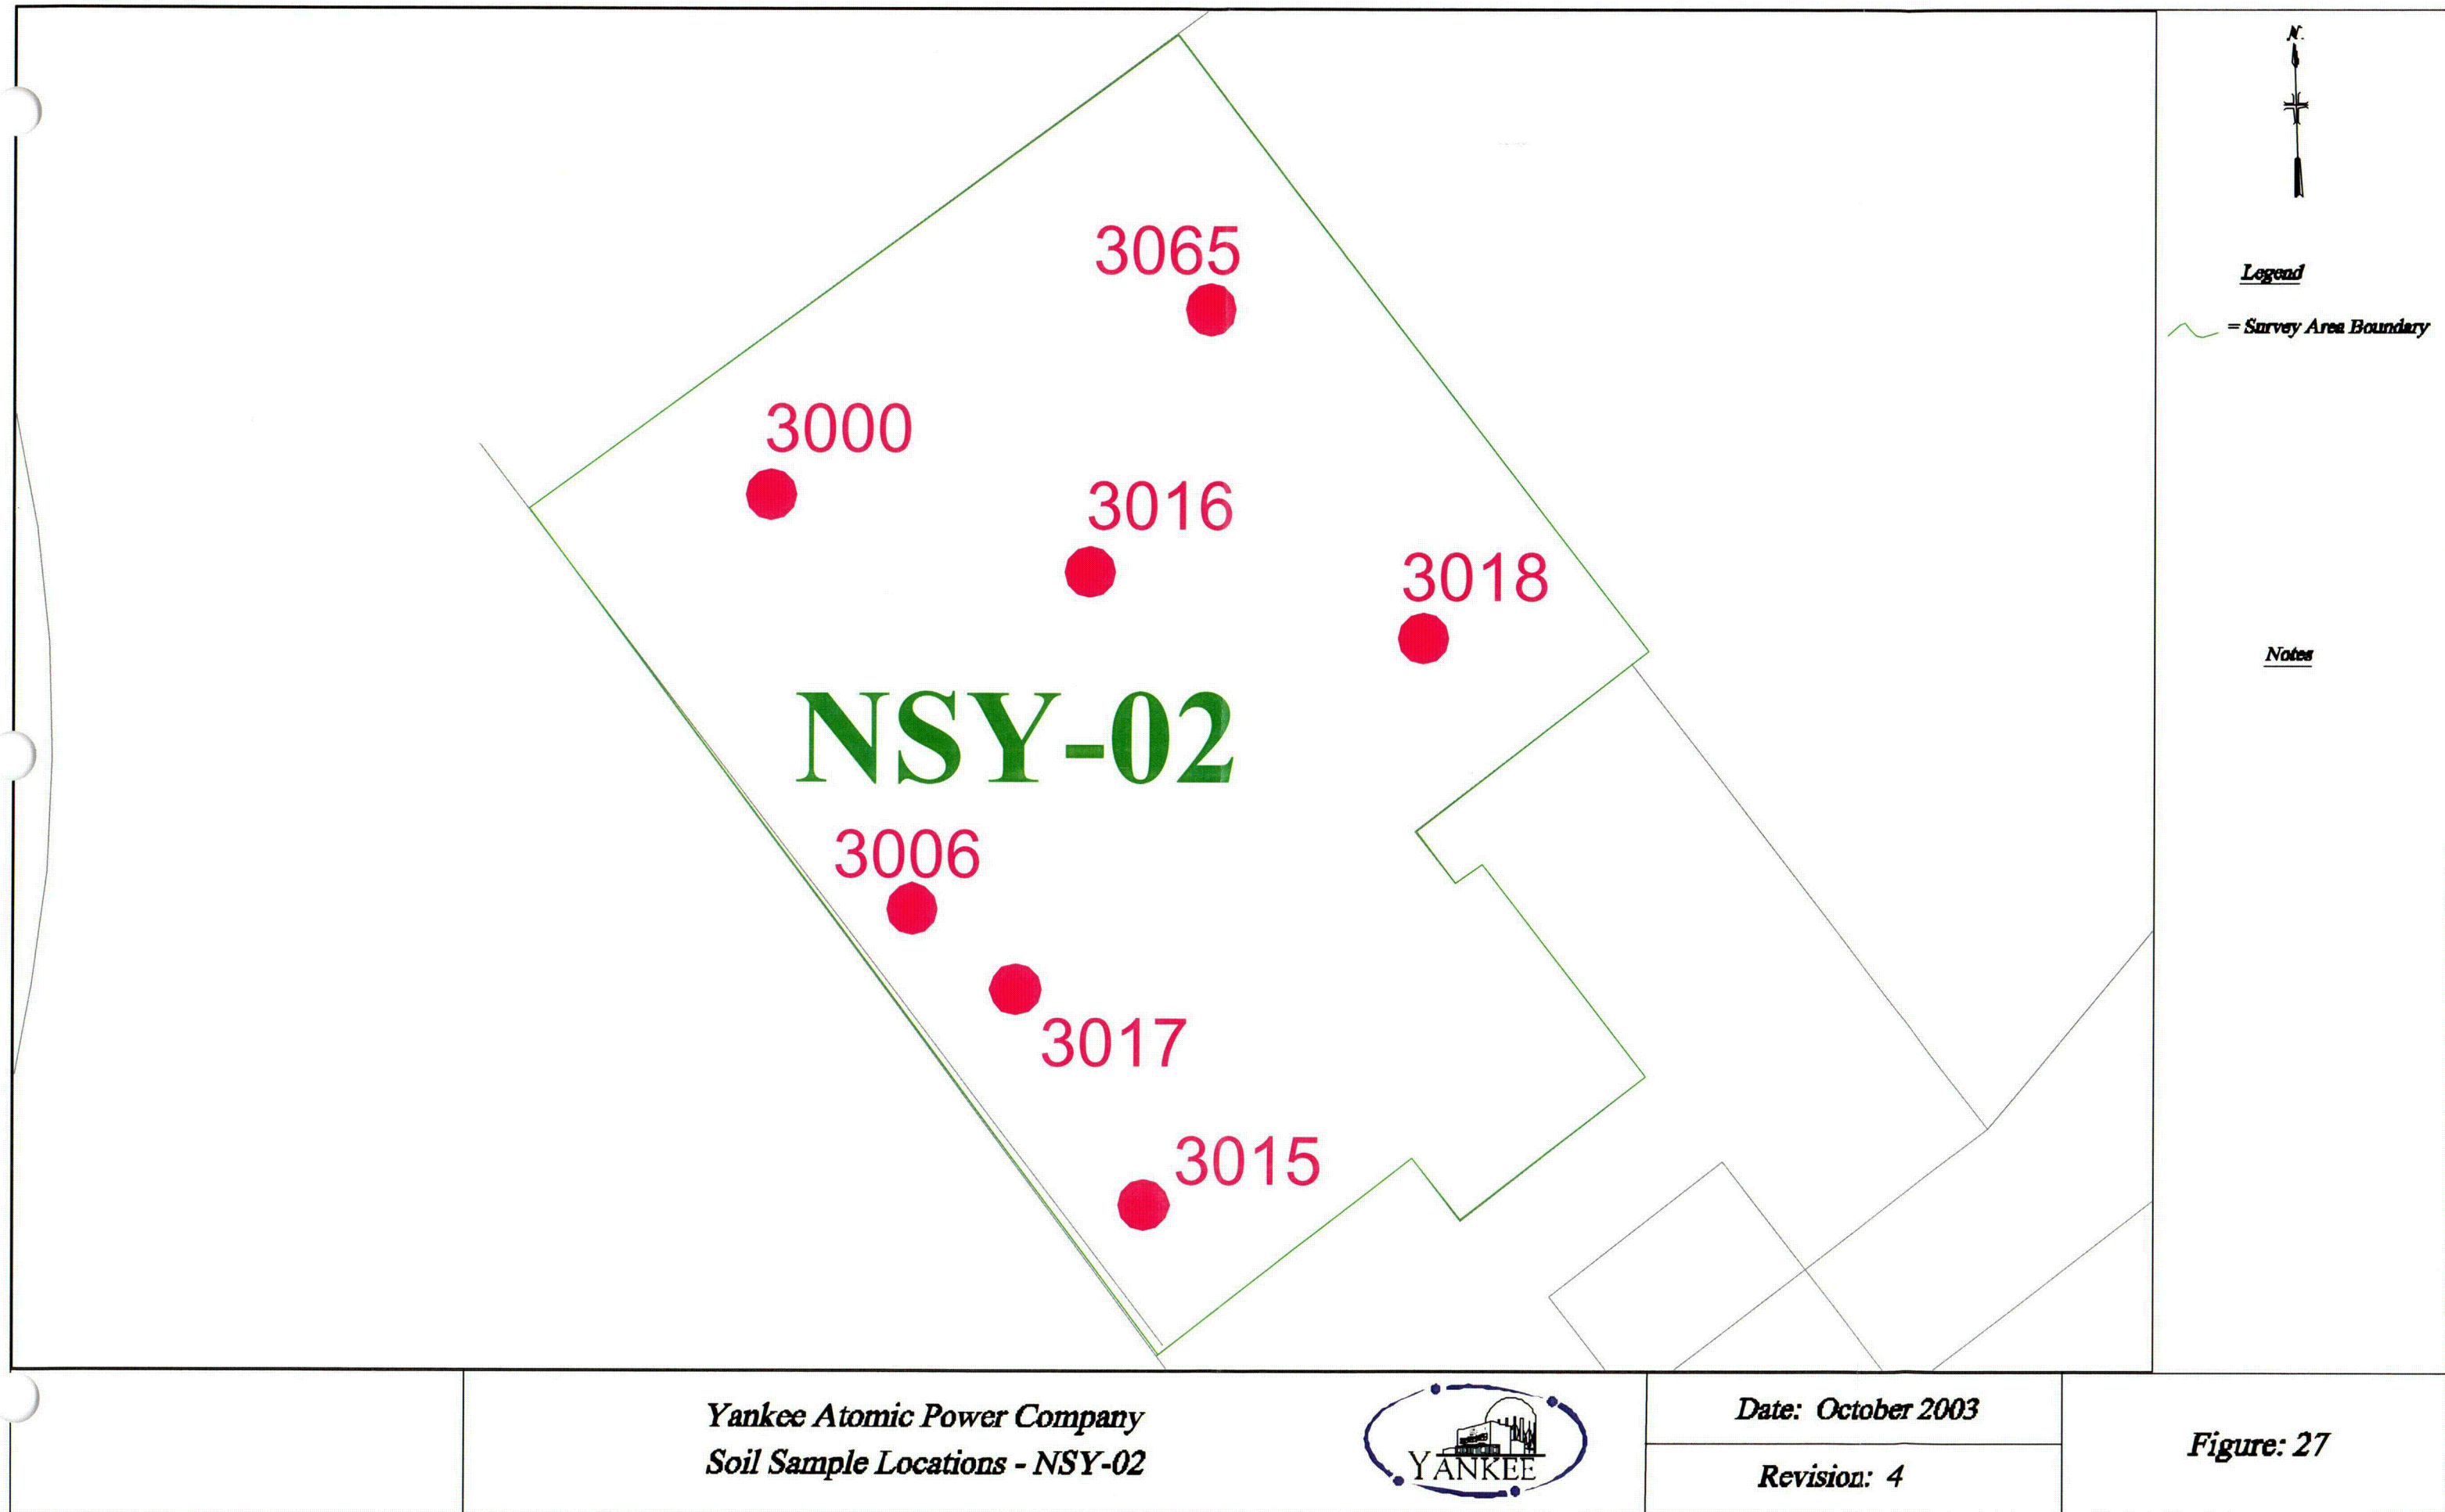 N
3065
Legend
= Survey Area Boundary
3000
3016
3018
Notes
NSY-02
3006
3017
3015
Yankee Atomic Power Company
Soil Sample Locations - NSY-02
YANKEE
Date: October 2003
Revision: 4
Figure: 27